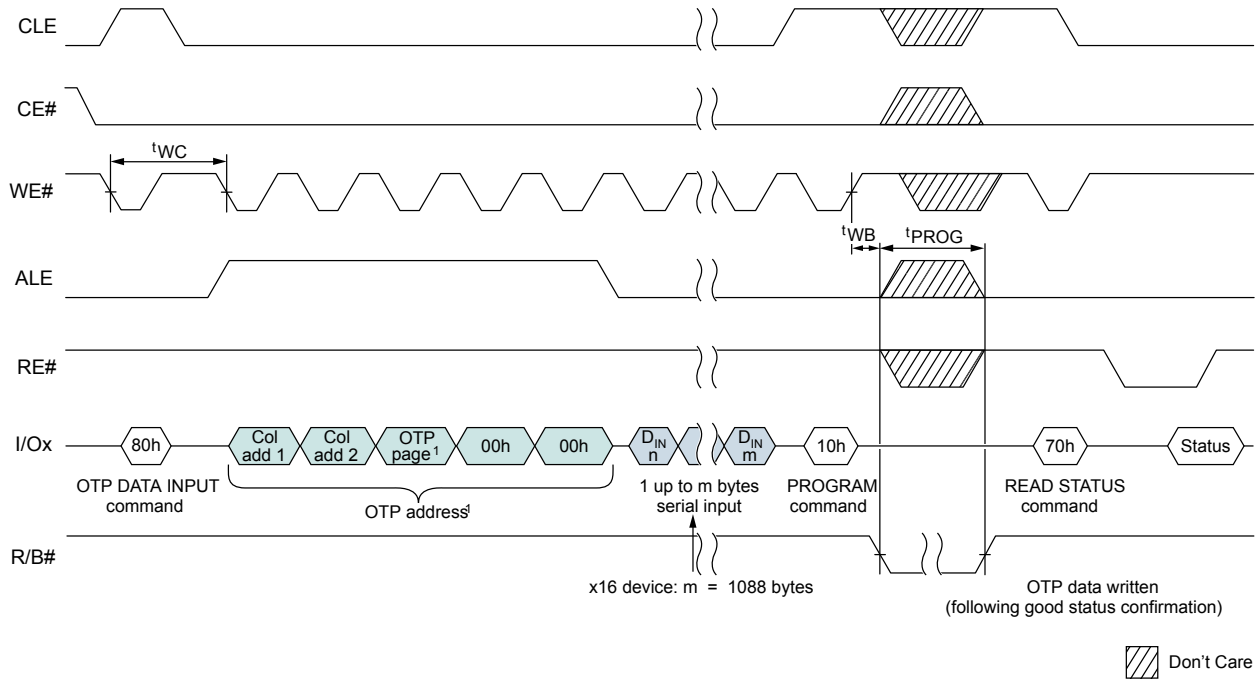 CLE
CE#
tWC
WE#
tWB
tPROG
ALE
RE#
I/Ox
80h
Col
add 1
Col
add 2
OTP
page1
00h
00h
DIN
n
DIN
m
10h
70h
Status
OTP DATA INPUT
command
OTP address1
1 up to m bytes
serial input
PROGRAM
command
READ STATUS
command
R/B#
x16 device: m = 1088 bytes
OTP data written
(following good status confirmation)
Don't Care